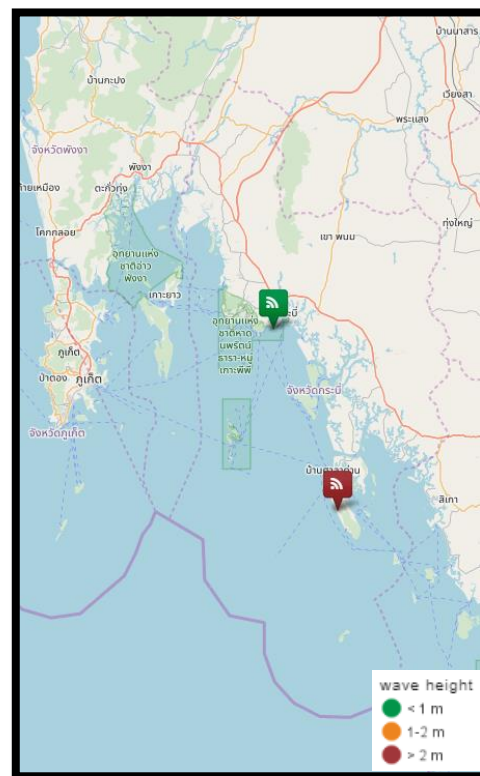 บ้านนาสาร
บ้านกะปง
เวียงสา
พระแสง
จังหวัดพังงา
พังงา
ท้ายเหมือง
ตะกั่วทุ่ง
ทุ่งใหญ่
โคกกลอย
เขา พนม
อุทยานแห่ง
ชาติอ่าว
พังงา
เกาะยาว
อุทยานแห่ง
ชาติหาด
นพรัตน์
ธารา-หมู่
เกาะพีพี
ภูเก็ต
ป่าตอง
ภูเก็ต
จังหวัดกระบี่
จังหวัดภูเก็ต
สิเกา
wave height
< 1 m
1-2 m
> 2 m